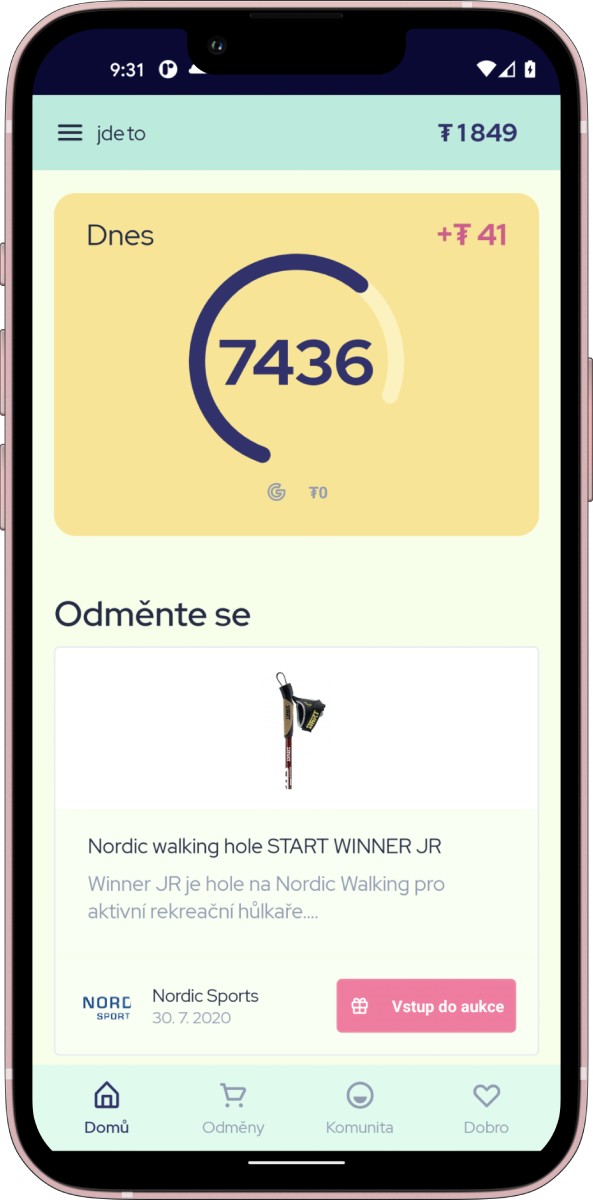 9:31
jde to
₮ 1849
Dnes
+₮ 41
7436
₮0
Odměnte se
Nordic walking hole START WINNER JR
Winner JR je hole na Nordic Walking pro
aktivní rekreační hůlkaře....
NORD
SPORT
Nordic Sports
30. 7. 2020
Vstup do aukce
Domů
Odměny
Komunita
Dobro